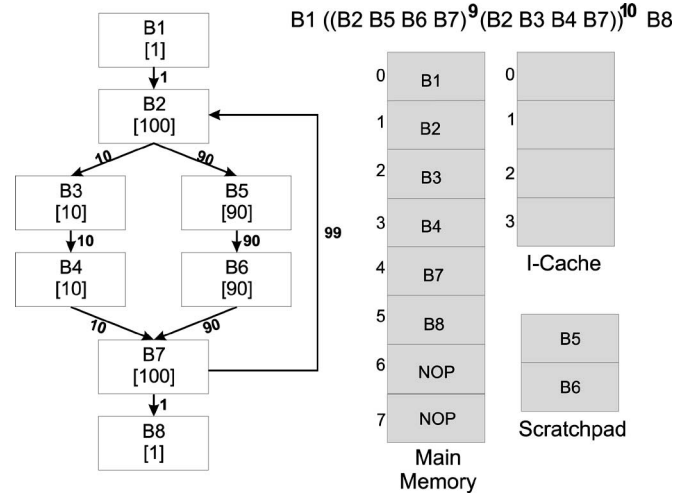 B1 ((B2 B5 B6 B7)9(B2 B3 B4 B7))10 B8
B1
[1]
1
B2
[100]
10
90
B3
[10]
B5
[90]
10
90
99
B4
[10]
B6
[90]
10
90
B7
[100]
1
B8
[1]
0
B1
1
B2
2
B3
3
B4
4
B7
5
B8
6
NOP
7
NOP
Main
Memory
0
1
2
3
I-Cache
B5
B6
Scratchpad